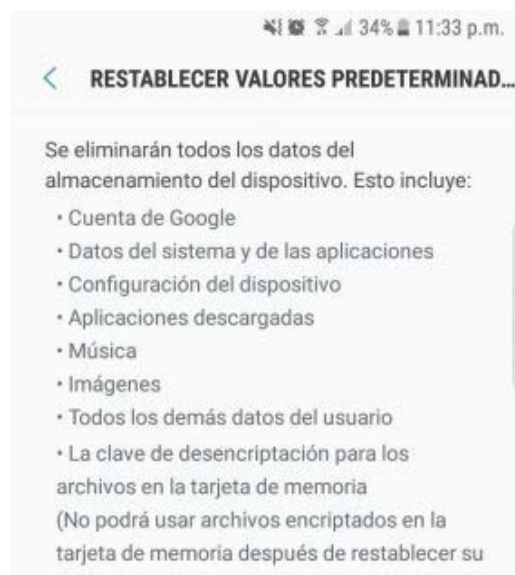 34% 11:33 p.m.
RESTABLECER VALORES PREDETERMINAD...
Se eliminarán todos los datos del
almacenamiento del dispositivo. Esto incluye:
• Cuenta de Google
• Datos del sistema y de las aplicaciones
• Configuración del dispositivo
• Aplicaciones descargadas
• Música
• Imágenes
• Todos los demás datos del usuario
• La clave de desencriptación para los
archivos en la tarjeta de memoria
(No podrá usar archivos encriptados en la
tarjeta de memoria después de restablecer su